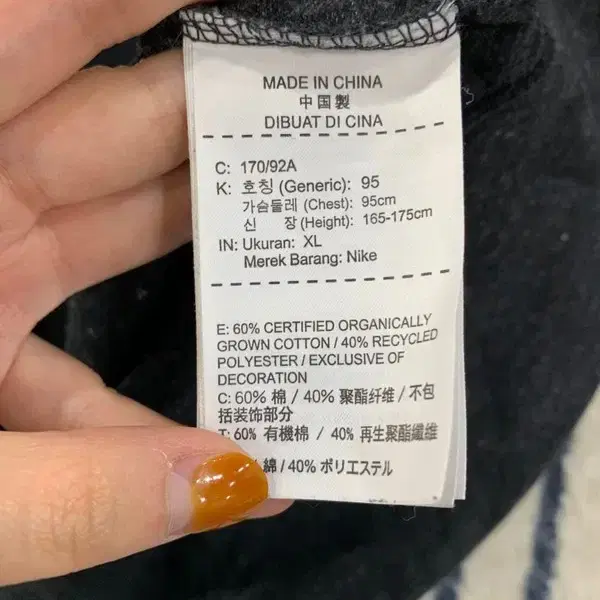 MADE IN CHINA
中国製
DIBUAT DI CINA
C: 170/92A
K: 호칭 (Generic): 95
가슴둘레 (Chest): 95cm
신 장 (Height): 165-175cm
IN: Ukuran: XL
Merek Barang: Nike
E: 60% CERTIFIED ORGANICALLY
GROWN COTTON / 40% RECYCLED
POLYESTER / EXCLUSIVE OF
DECORATION
C: 60% 棉 / 40% 聚酯纤维 / 不包
括装饰部分
T: 60% 有機棉 / 40% 再生聚酯纖維
綿 / 40% ポリエステル